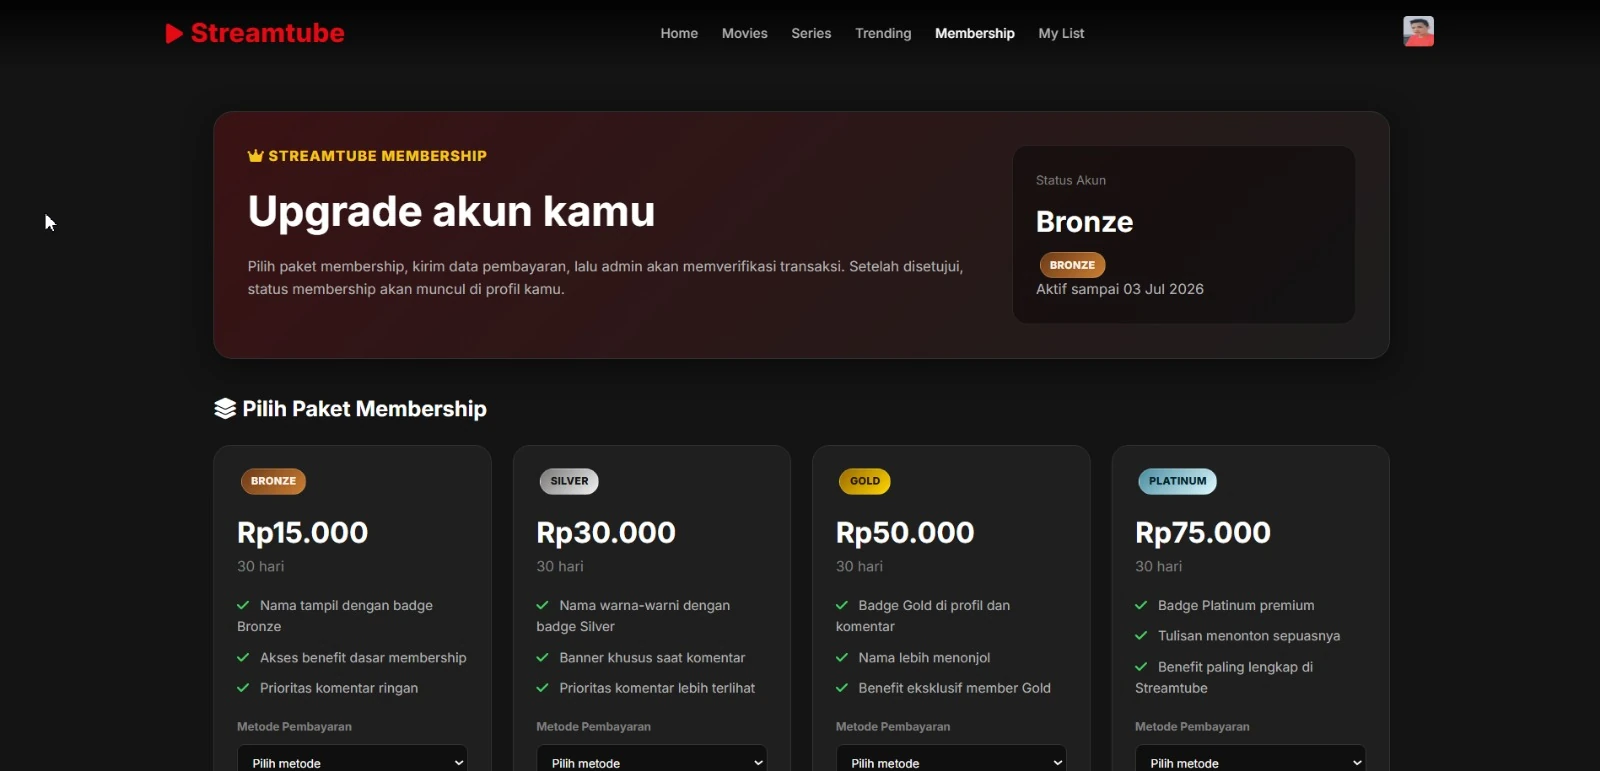 Streamtube
Home Movies Series Trending Membership My List
STREAMTUBE MEMBERSHIP
Upgrade akun kamu
Pilih paket membership, kirim data pembayaran, lalu admin akan memverifikasi transaksi. Setelah disetujui,
status membership akan muncul di profil kamu.
Status Akun
Bronze
BRONZE
Aktif sampai 03 Jul 2026
Pilih Paket Membership
BRONZE
Rp15.000
30 hari
Nama tampil dengan badge
Bronze
Akses benefit dasar membership
Prioritas komentar ringan
Metode Pembayaran
Pilih metode
SILVER
Rp30.000
30 hari
Nama warna-warni dengan
badge Silver
Banner khusus saat komentar
Prioritas komentar lebih terlihat
Metode Pembayaran
Pilih metode
GOLD
Rp50.000
30 hari
Badge Gold di profil dan
komentar
Nama lebih menonjol
Benefit eksklusif member Gold
Metode Pembayaran
Pilih metode
PLATINUM
Rp75.000
30 hari
Badge Platinum premium
Tulisan menonton sepuasnya
Benefit paling lengkap di
Streamtube
Metode Pembayaran
Pilih metode